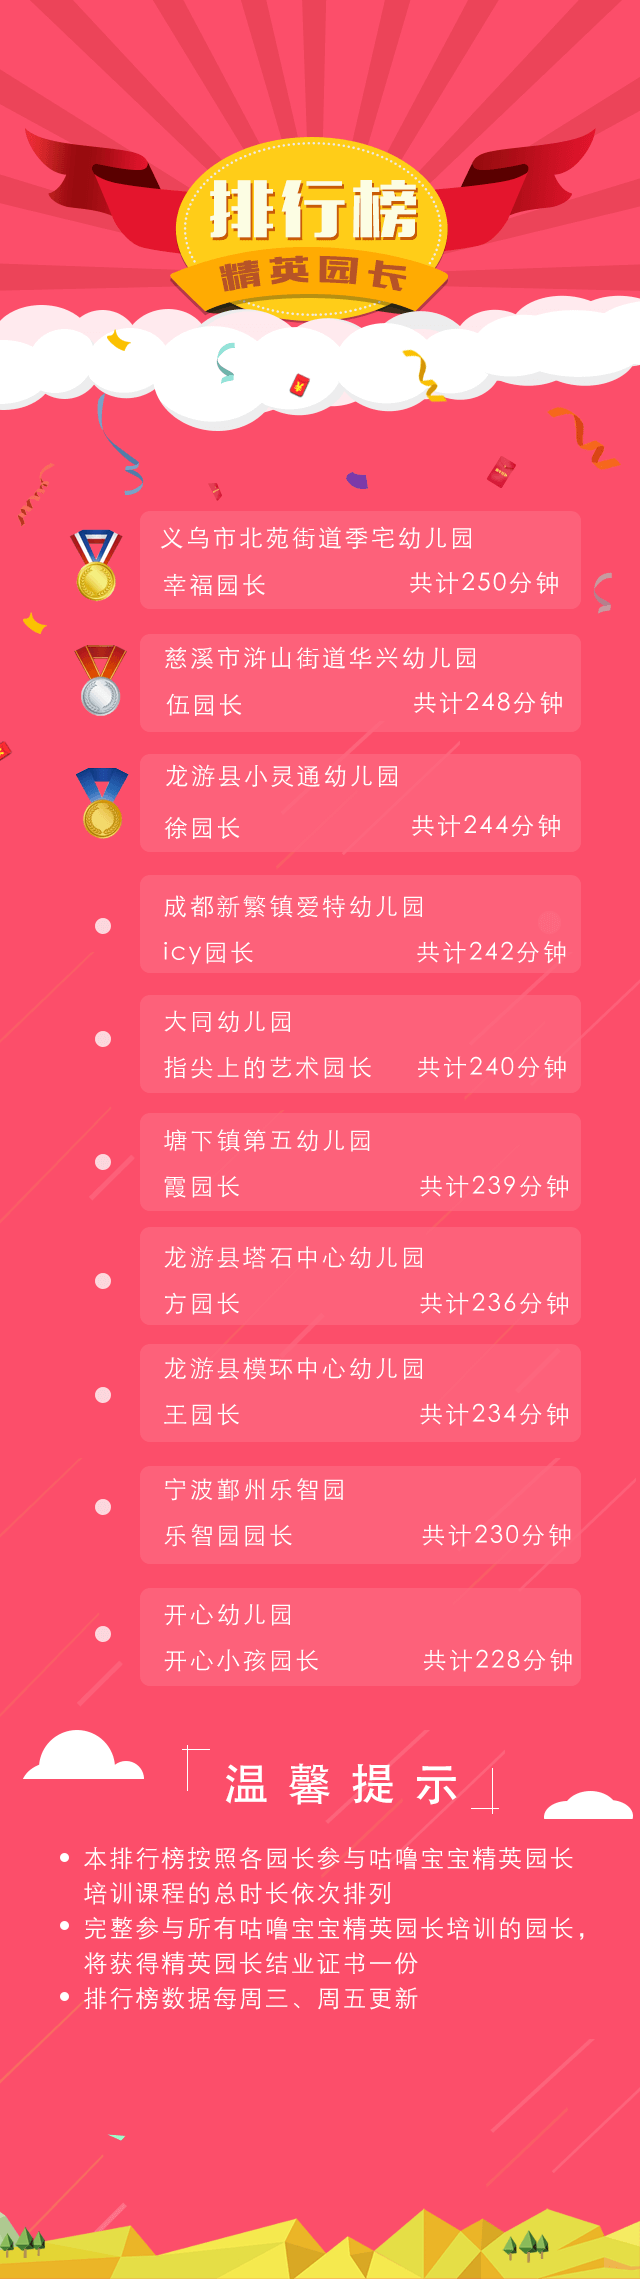 排行榜
精英园长
义乌市北苑街道季宅幼儿园
幸福园长 共计250分钟
慈溪市浒山街道华兴幼儿园
伍园长 共计248分钟
龙游县小灵通幼儿园
徐园长 共计244分钟
成都新繁镇爱特幼儿园
icy园长 共计242分钟
大同幼儿园
指尖上的艺术园长 共计240分钟
塘下镇第五幼儿园
霞园长 共计239分钟
龙游县塔石中心幼儿园
方园长 共计236分钟
龙游县模环中心幼儿园
王园长 共计234分钟
宁波鄞州乐智园
乐智园园长 共计230分钟
开心幼儿园
开心小孩园长 共计228分钟
温馨提示
本排行榜按照各园长参与咕噜宝宝精英园长
培训课程的总时长依次排列
完整参与所有咕噜宝宝精英园长培训的园长，
将获得精英园长结业证书一份
排行榜数据每周三、周五更新